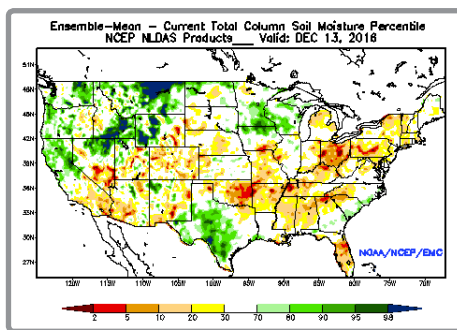 Ensemble-Mean - Current Total Column Soil Moisture Percentile
NCEP NLDAS Products Valid: DEC 13, 2016
51N
48N
45N
42N
39N
36N
33N
30N
27N
NOAA/NCEP/EMC
120W 115W 110W 105W 100W 95W 90W 85W 80W 75W 70W
2 5 10 20 30 70 80 90 95 98